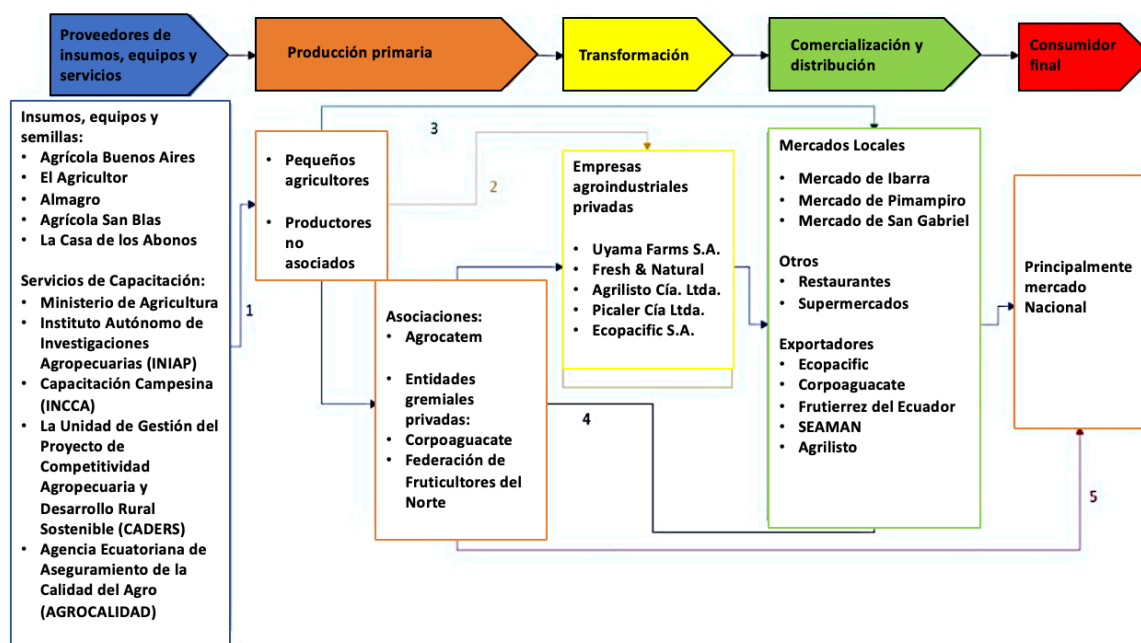 Proveedores de
insumos, equipos y
servicios
Producción primaria
Transformación
Comercialización y
distribución
Consumidor
final
Insumos, equipos y
semillas:
• Agrícola Buenos Aires
• El Agricultor
• Almagro
• Agrícola San Blas
• La Casa de los Abonos
Servicios de Capacitación:
• Ministerio de Agricultura
• Instituto Autónomo de
Investigaciones
Agropecuarias (INIAP)
• Capacitación Campesina
(INCCA)
• La Unidad de Gestión del
Proyecto de
Competitividad
Agropecuaria y
Desarrollo Rural
Sostenible (CADERS)
• Agencia Ecuatoriana de
Aseguramiento de la
Calidad del Agro
(AGROCALIDAD)
1
• Pequeños
agricultores
• Productores
no
asociados
3
2
Asociaciones:
• Agrocatem
• Entidades
gremiales
privadas:
• Corpoaguacate
• Federación de
Fruticultores del
Norte
Empresas
agroindustriales
privadas
• Uyama Farms S.A.
• Fresh & Natural
• Agrilisto Cía. Ltda.
• Picaler Cía Ltda.
• Ecopacific S.A.
4
Mercados Locales
• Mercado de Ibarra
• Mercado de Pimampiro
• Mercado de San Gabriel
Otros
• Restaurantes
• Supermercados
Exportadores
• Ecopacific
• Corpoaguacate
• Frutierrez del Ecuador
• SEAMAN
• Agrilisto
Principalmente
mercado
Nacional
5